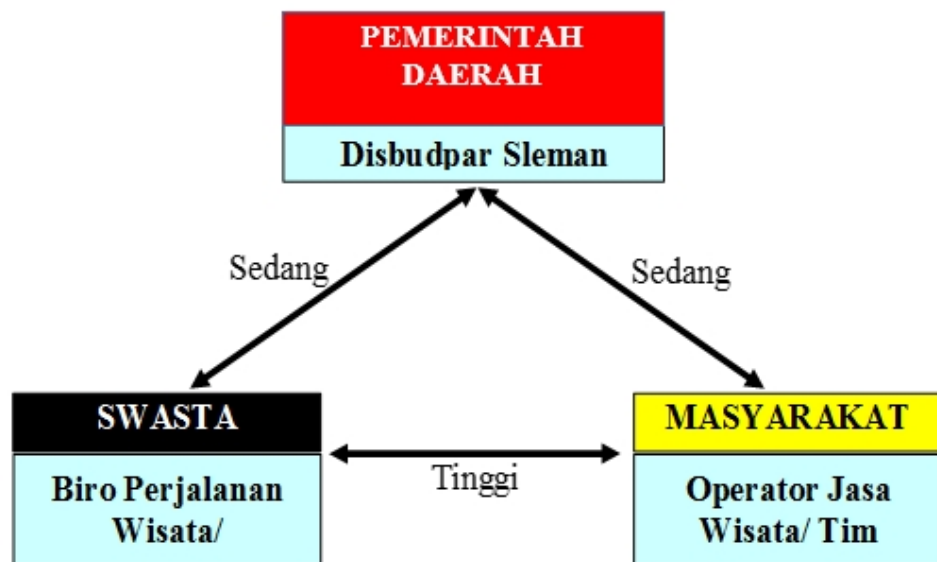 PEMERINTAH
DAERAH
Disbudpar Sleman
Sedang
Sedang
SWASTA
MASYARAKAT
Tinggi
Biro Perjalanan
Wisata/
Operator Jasa
Wisata/ Tim